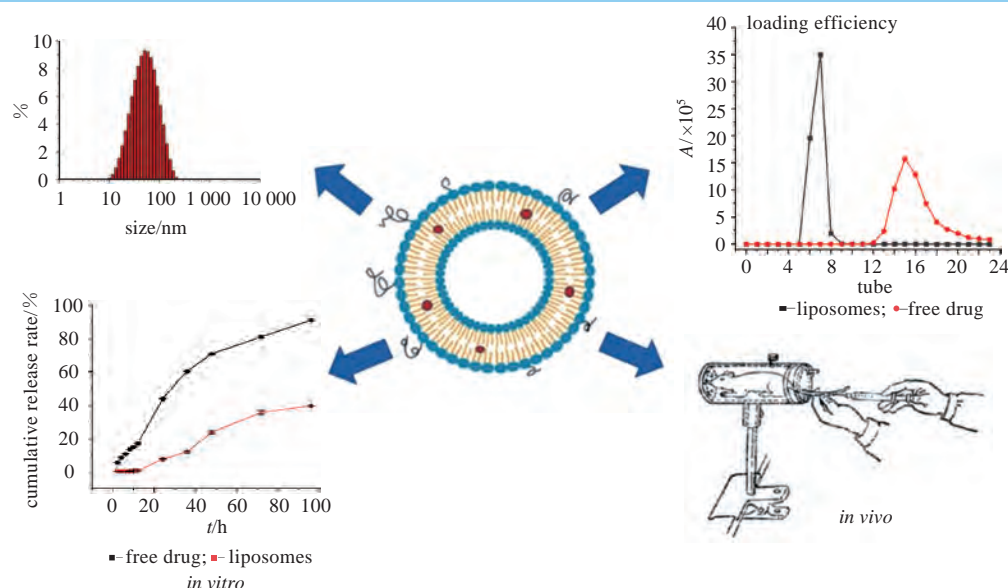 10
8
6
4
2
0
%
1 10 100 1 000 10 000
size/nm
loading efficiency
40
35
30
25
20
15
10
5
0
A/×10⁵
0 4 8 12 16 20 24
tube
liposomes; free drug
100
80
60
40
20
0
cumulative release rate/%
0 20 40 60 80 100
t/h
free drug; liposomes
in vitro
in vivo